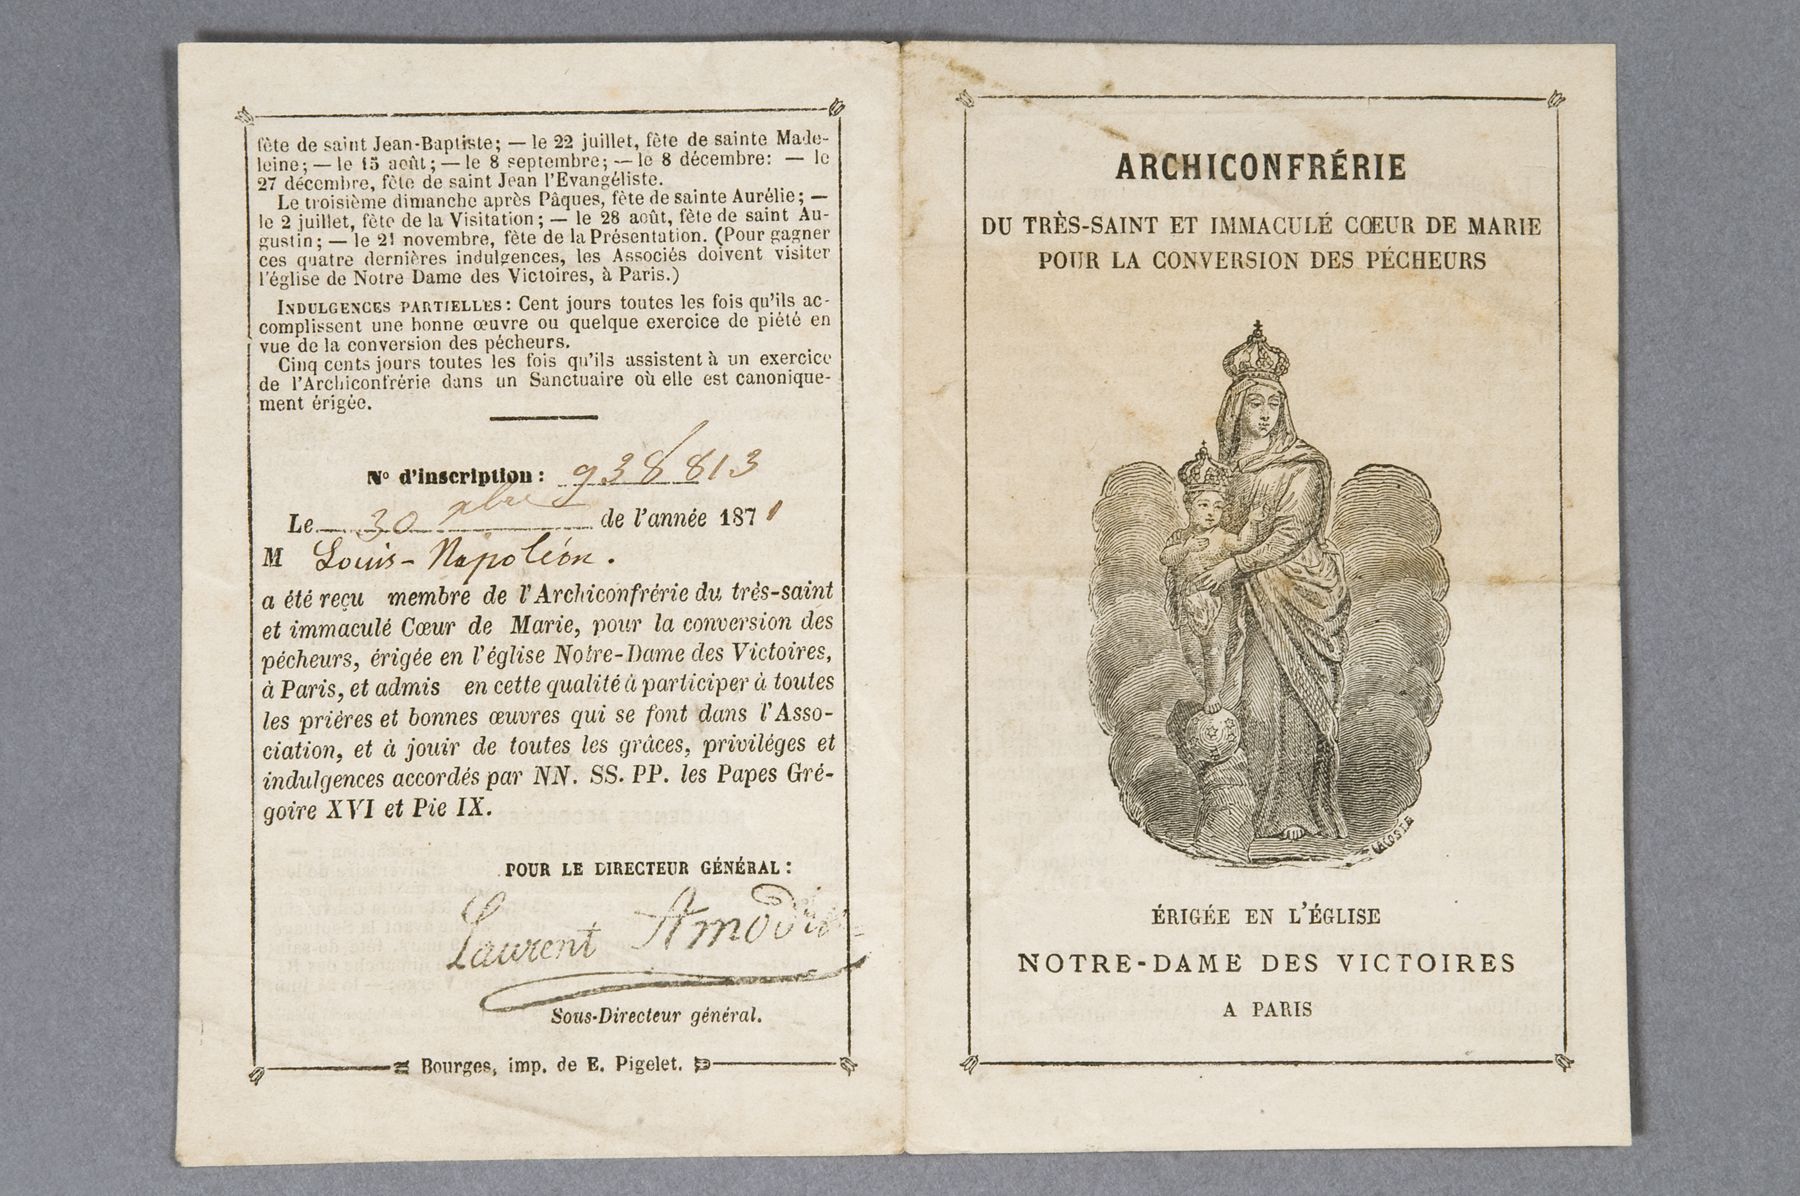 fête de saint Jean-Baptiste; — le 22 juillet, fête de sainte Made-
leine; — le 15 août; — le 8 septembre; — le 8 décembre: — le
27 décembre, fête de saint Jean l'Evangéliste.
Le troisième dimanche après Pâques, fête de sainte Aurélie; —
le 2 juillet, fête de la Visitation; — le 28 août, fête de saint Au-
gustin; — le 21 novembre, fête de la Présentation. (Pour gagner
ces quatre dernières indulgences, les Associés doivent visiter
l'église de Notre Dame des Victoires, à Paris.)
INDULGENCES PARTIELLES: Cent jours toutes les fois qu'ils ac-
complissent une bonne œuvre ou quelque exercice de piété en
vue de la conversion des pécheurs.
Cinq cents jours toutes les fois qu'ils assistent à un exercice
de l'Archiconfrérie dans un Sanctuaire où elle est canonique-
ment érigée.
N° d'inscription: 938813
Le 30 xbre de l'année 1871
M Louis-Napoléon.
a été reçu membre de l'Archiconfrérie du très-saint
et immaculé Cœur de Marie, pour la conversion des
pécheurs, érigée en l'église Notre-Dame des Victoires,
à Paris, et admis en cette qualité à participer à toutes
les prières et bonnes œuvres qui se font dans l'Asso-
ciation, et à jouir de toutes les grâces, priviléges et
indulgences accordés par NN. SS. PP. les Papes Gré-
goire XVI et Pie IX.
POUR LE DIRECTEUR GÉNÉRAL:
Laurent Amodru
Sous-Directeur général.
Bourges, imp. de E. Pigelet.
ARCHICONFRÉRIE
DU TRÈS-SAINT ET IMMACULÉ CŒUR DE MARIE
POUR LA CONVERSION DES PÉCHEURS
LACOSTE
ÉRIGÉE EN L'ÉGLISE
NOTRE-DAME DES VICTOIRES
A PARIS